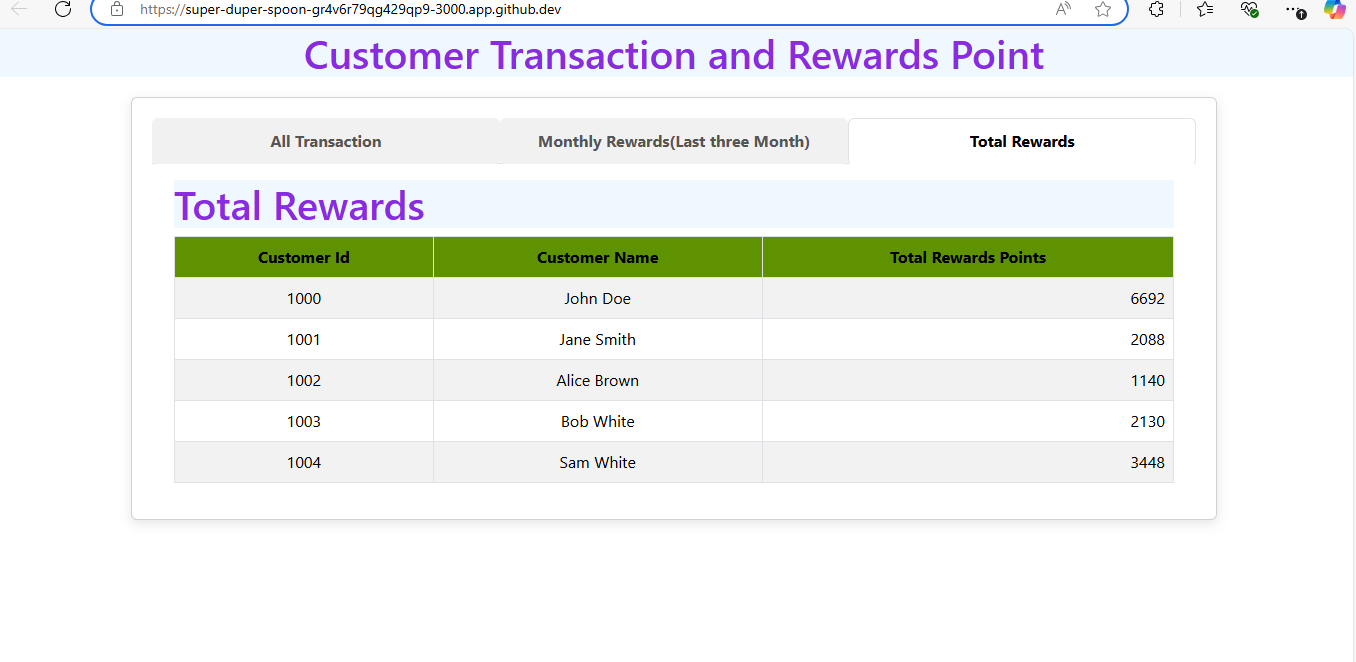 https://super-duper-spoon-gr4v6r79qg429qp9-3000.app.github.dev
Customer Transaction and Rewards Point
All Transaction Monthly Rewards(Last three Month) Total Rewards
Total Rewards
Customer Id Customer Name Total Rewards Points
1000 John Doe 6692
1001 Jane Smith 2088
1002 Alice Brown 1140
1003 Bob White 2130
1004 Sam White 3448